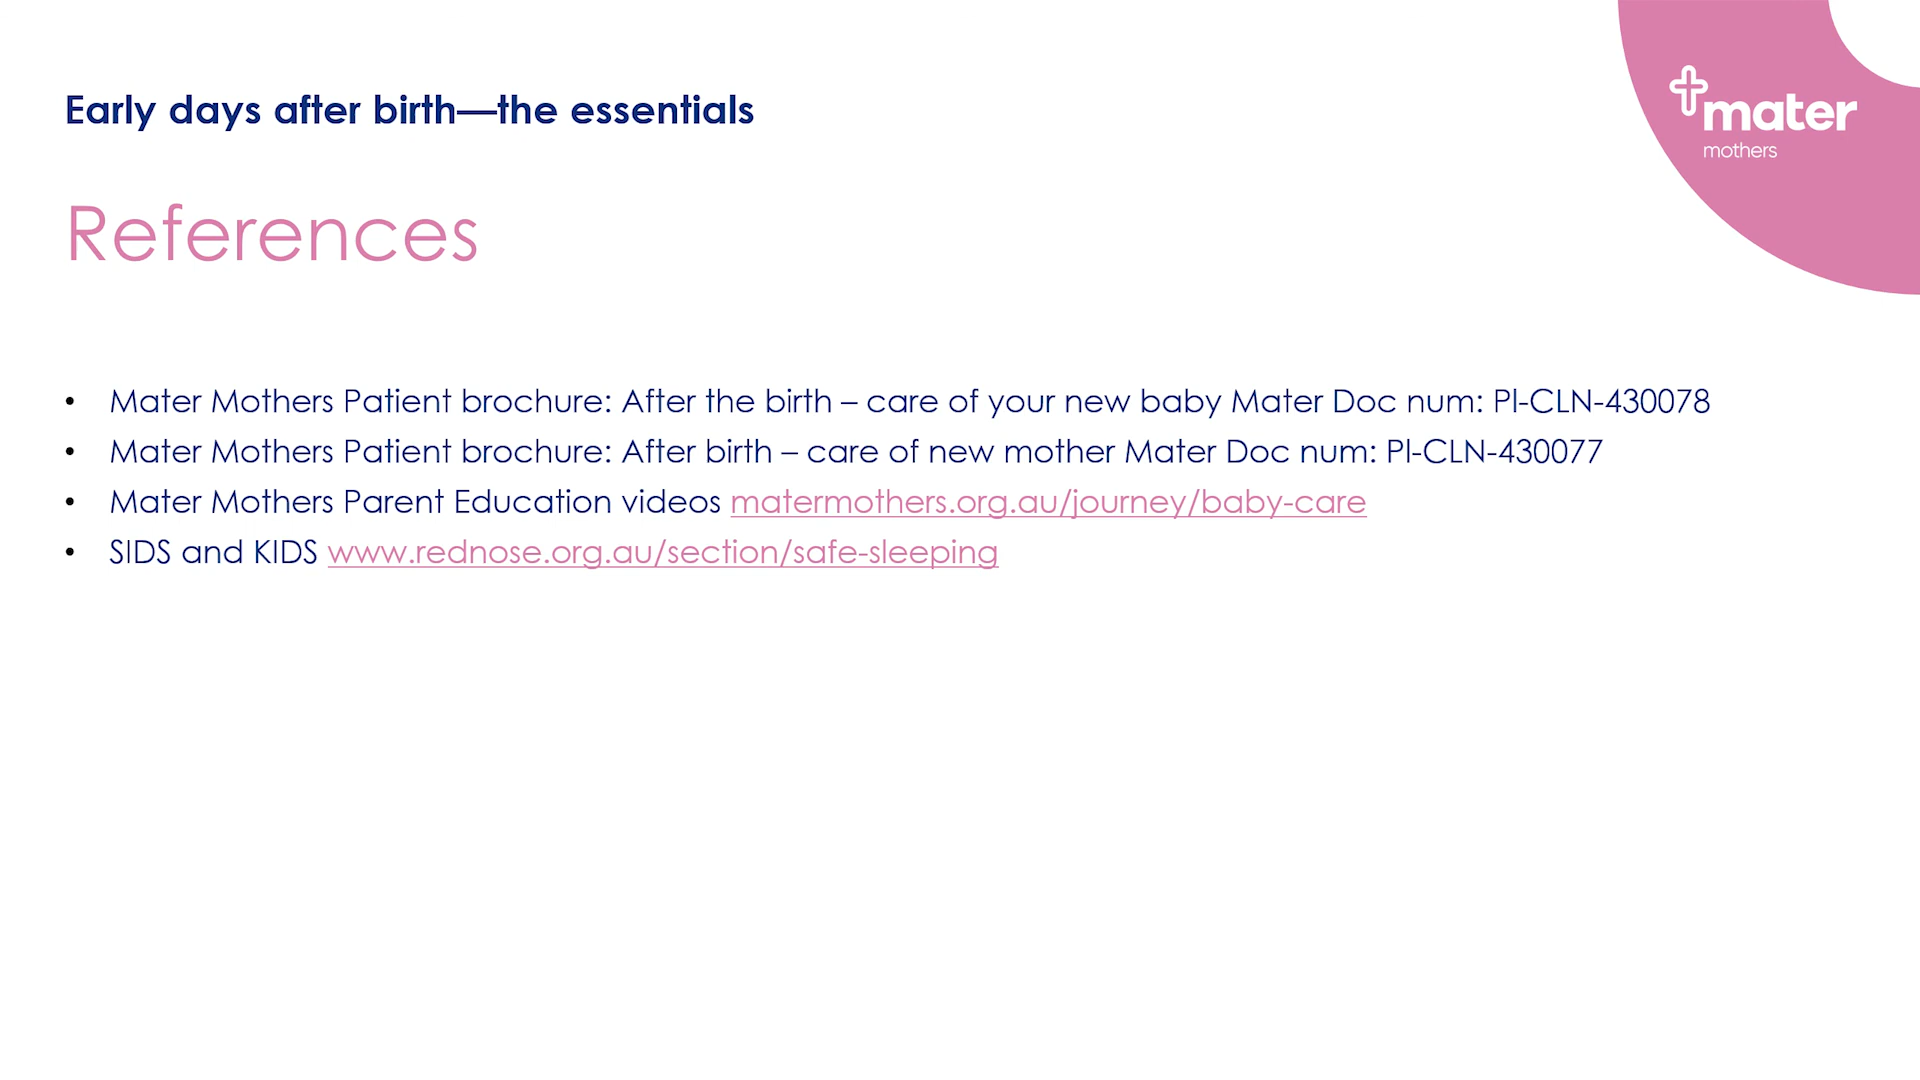 Early days after birth—the essentials
mater
mothers
References
• Mater Mothers Patient brochure: After the birth – care of your new baby Mater Doc num: PI-CLN-430078
• Mater Mothers Patient brochure: After birth – care of new mother Mater Doc num: PI-CLN-430077
• Mater Mothers Parent Education videos matermothers.org.au/journey/baby-care
• SIDS and KIDS www.rednose.org.au/section/safe-sleeping